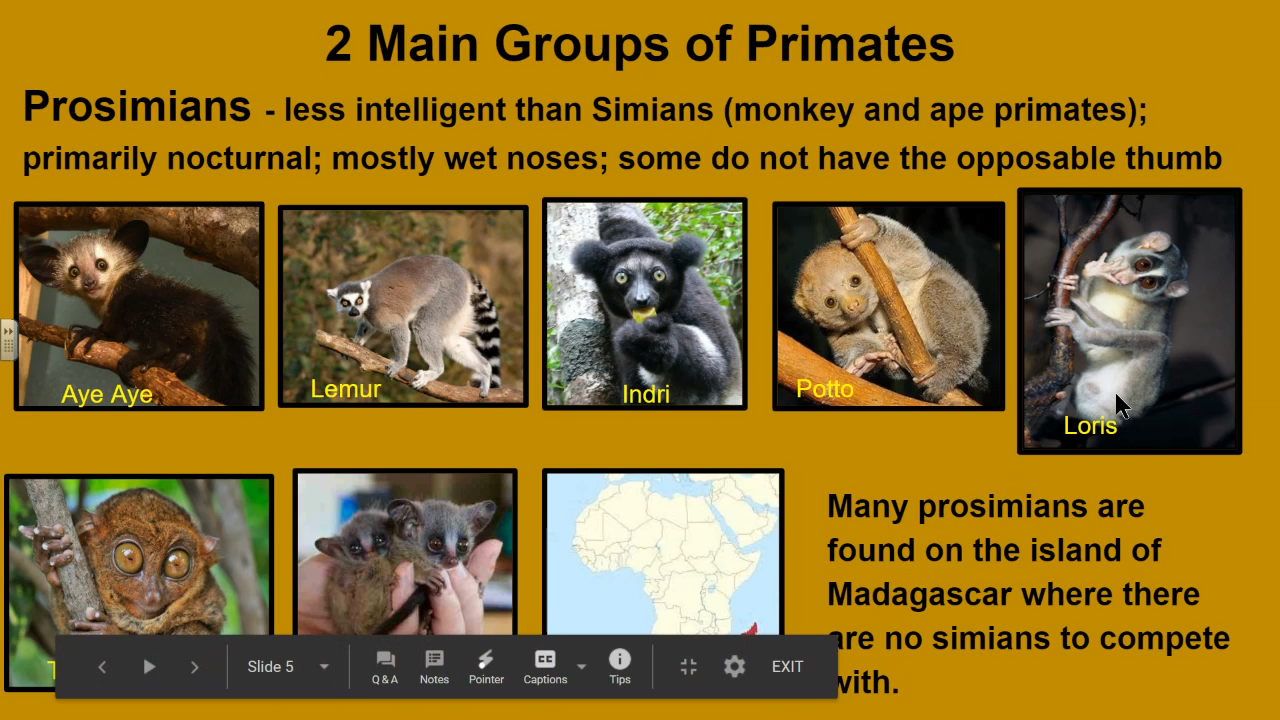 2 Main Groups of Primates
Prosimians - less intelligent than Simians (monkey and ape primates);
primarily nocturnal; mostly wet noses; some do not have the opposable thumb
Aye Aye
Lemur
Indri
Potto
Loris
Many prosimians are
found on the island of
Madagascar where there
are no simians to compete
with.
Slide 5
Q & A
Notes
Pointer
CC
Captions
Tips
EXIT